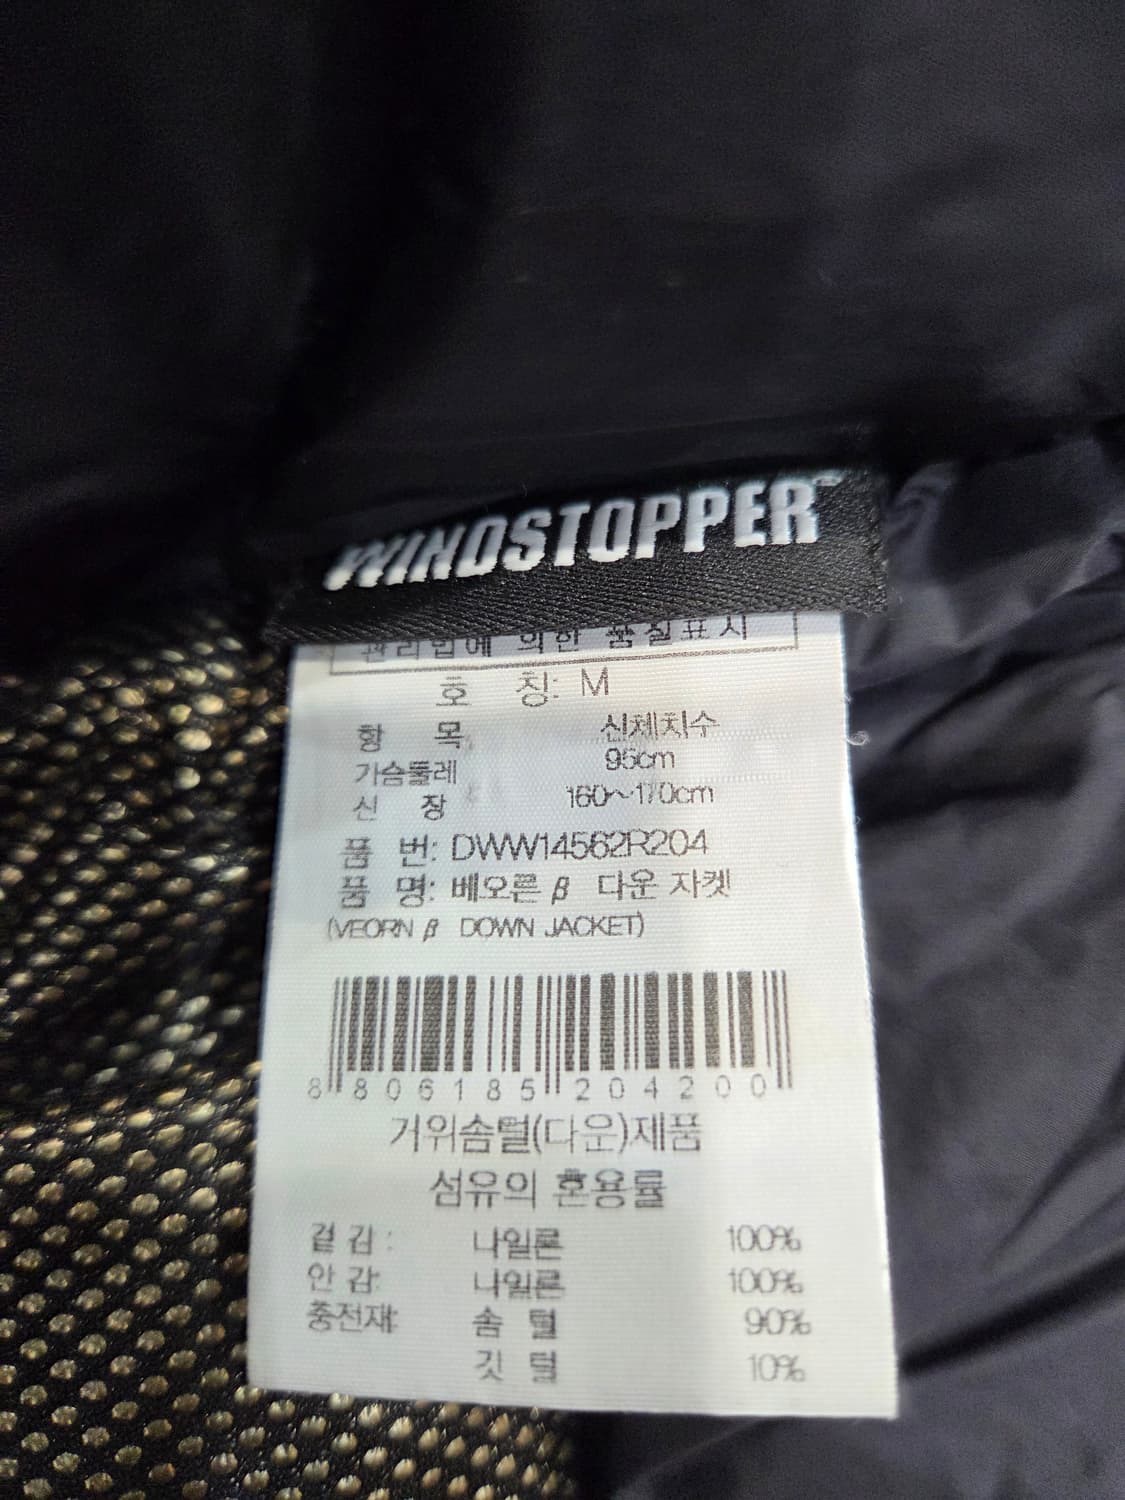 WINDSTOPPER™
관리법에 의한 품질표시
호 칭: M
항 목 신체치수
가슴둘레 95cm
신 장 160~170cm
품 번: DWW14562R204
품 명: 베오른 β 다운 자켓
(VEORN β DOWN JACKET)
8 806185 204200
거위솜털(다운)제품
섬유의 혼용률
겉 감 : 나일론 100%
안 감: 나일론 100%
충전재: 솜 털 90%
깃 털 10%